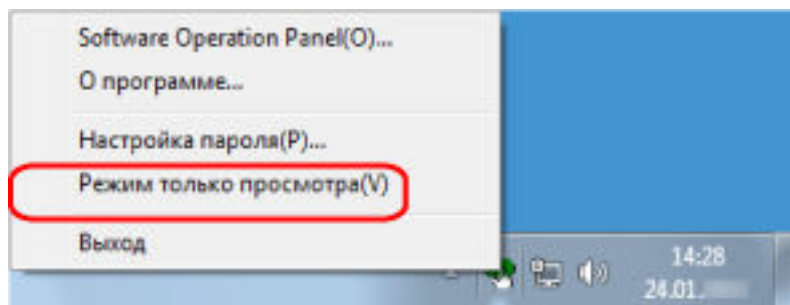 Software Operation Panel(O)...
О программе...
Настройка пароля(P)...
Режим только просмотра(V)
Выход
14:28
24.01.